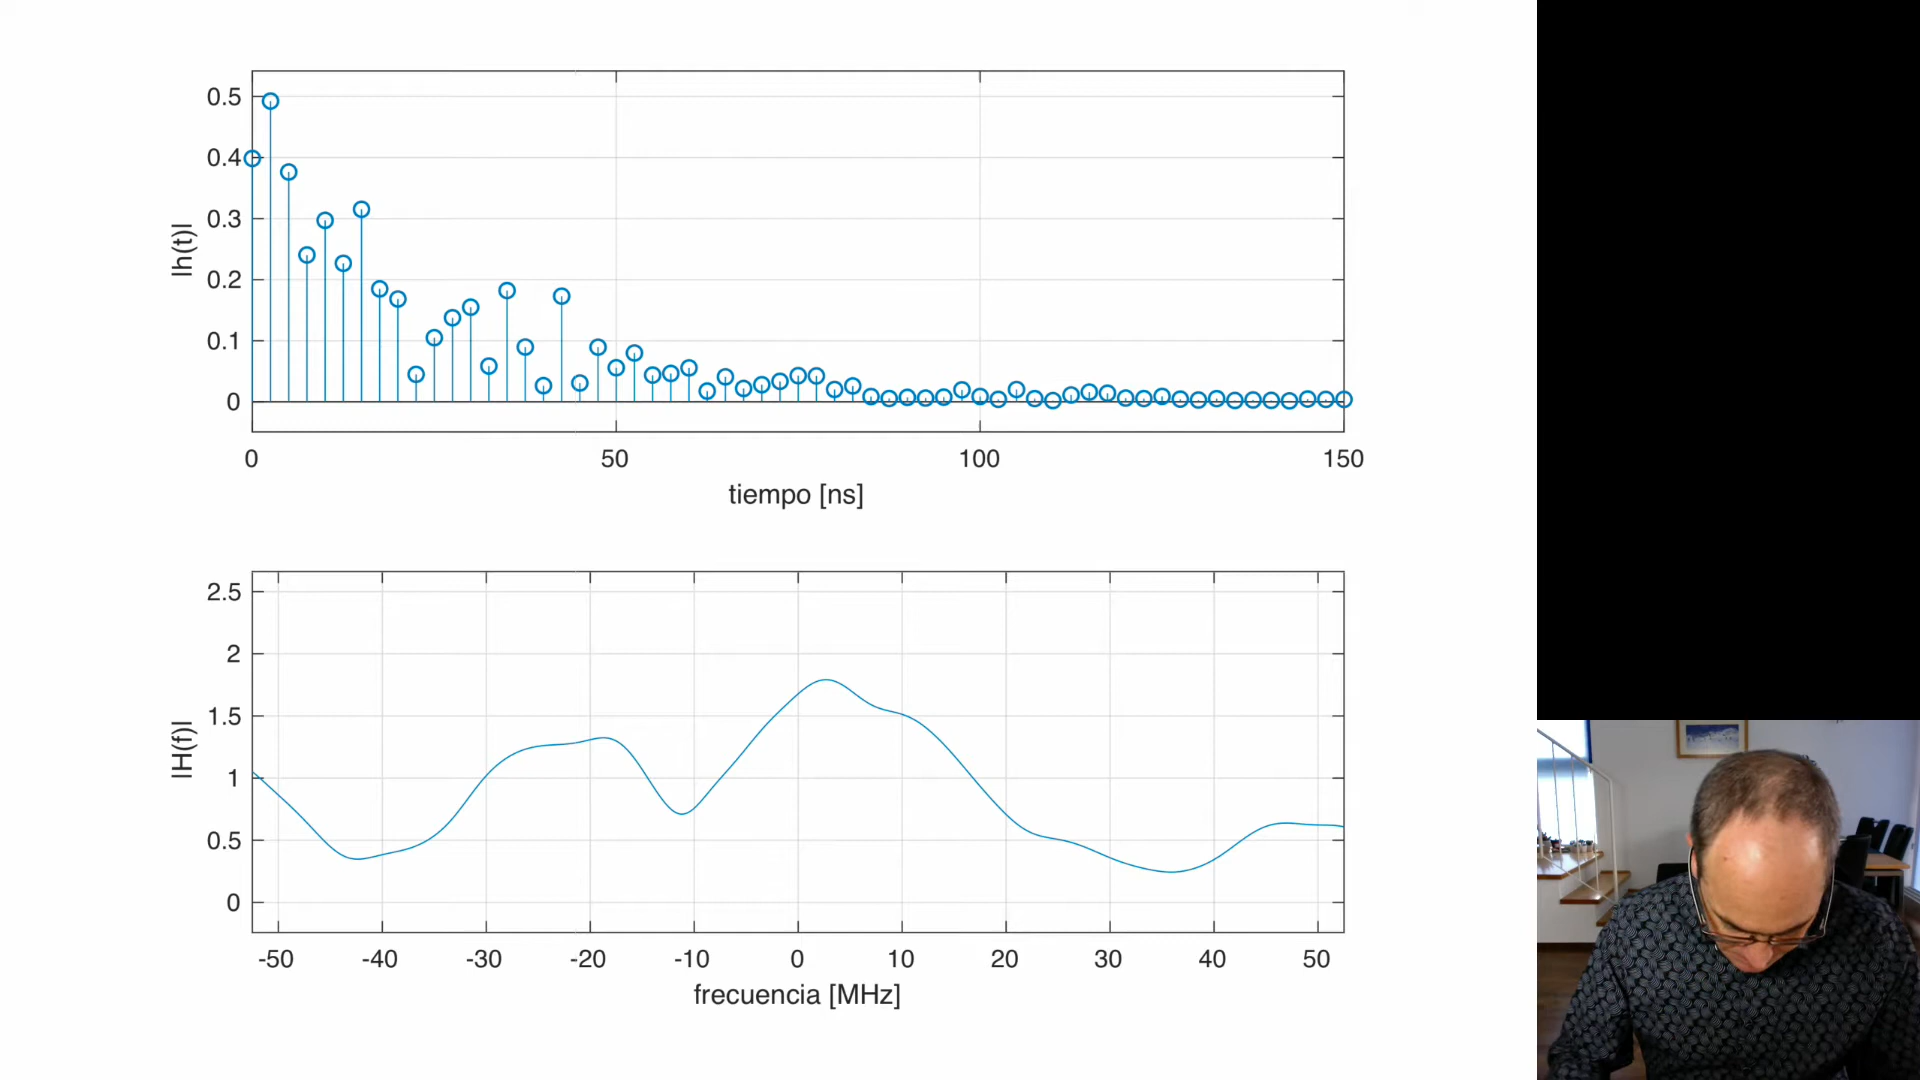 0.5
0.4
0.3
0.2
0.1
0
|h(t)|
0 50 100 150
tiempo [ns]
2.5
2
1.5
1
0.5
0
|H(f)|
-50 -40 -30 -20 -10 0 10 20 30 40 50
frecuencia [MHz]